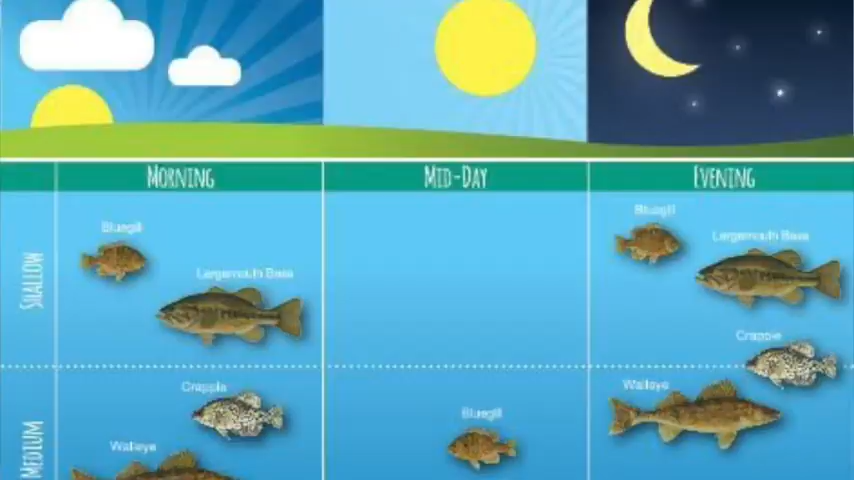 MORNING MID-DAY EVENING
SHALLOW
Bluegill
Largemouth Bass
Bluegill
Largemouth Bass
Crappie
MEDIUM
Crappie
Walleye
Bluegill
Walleye